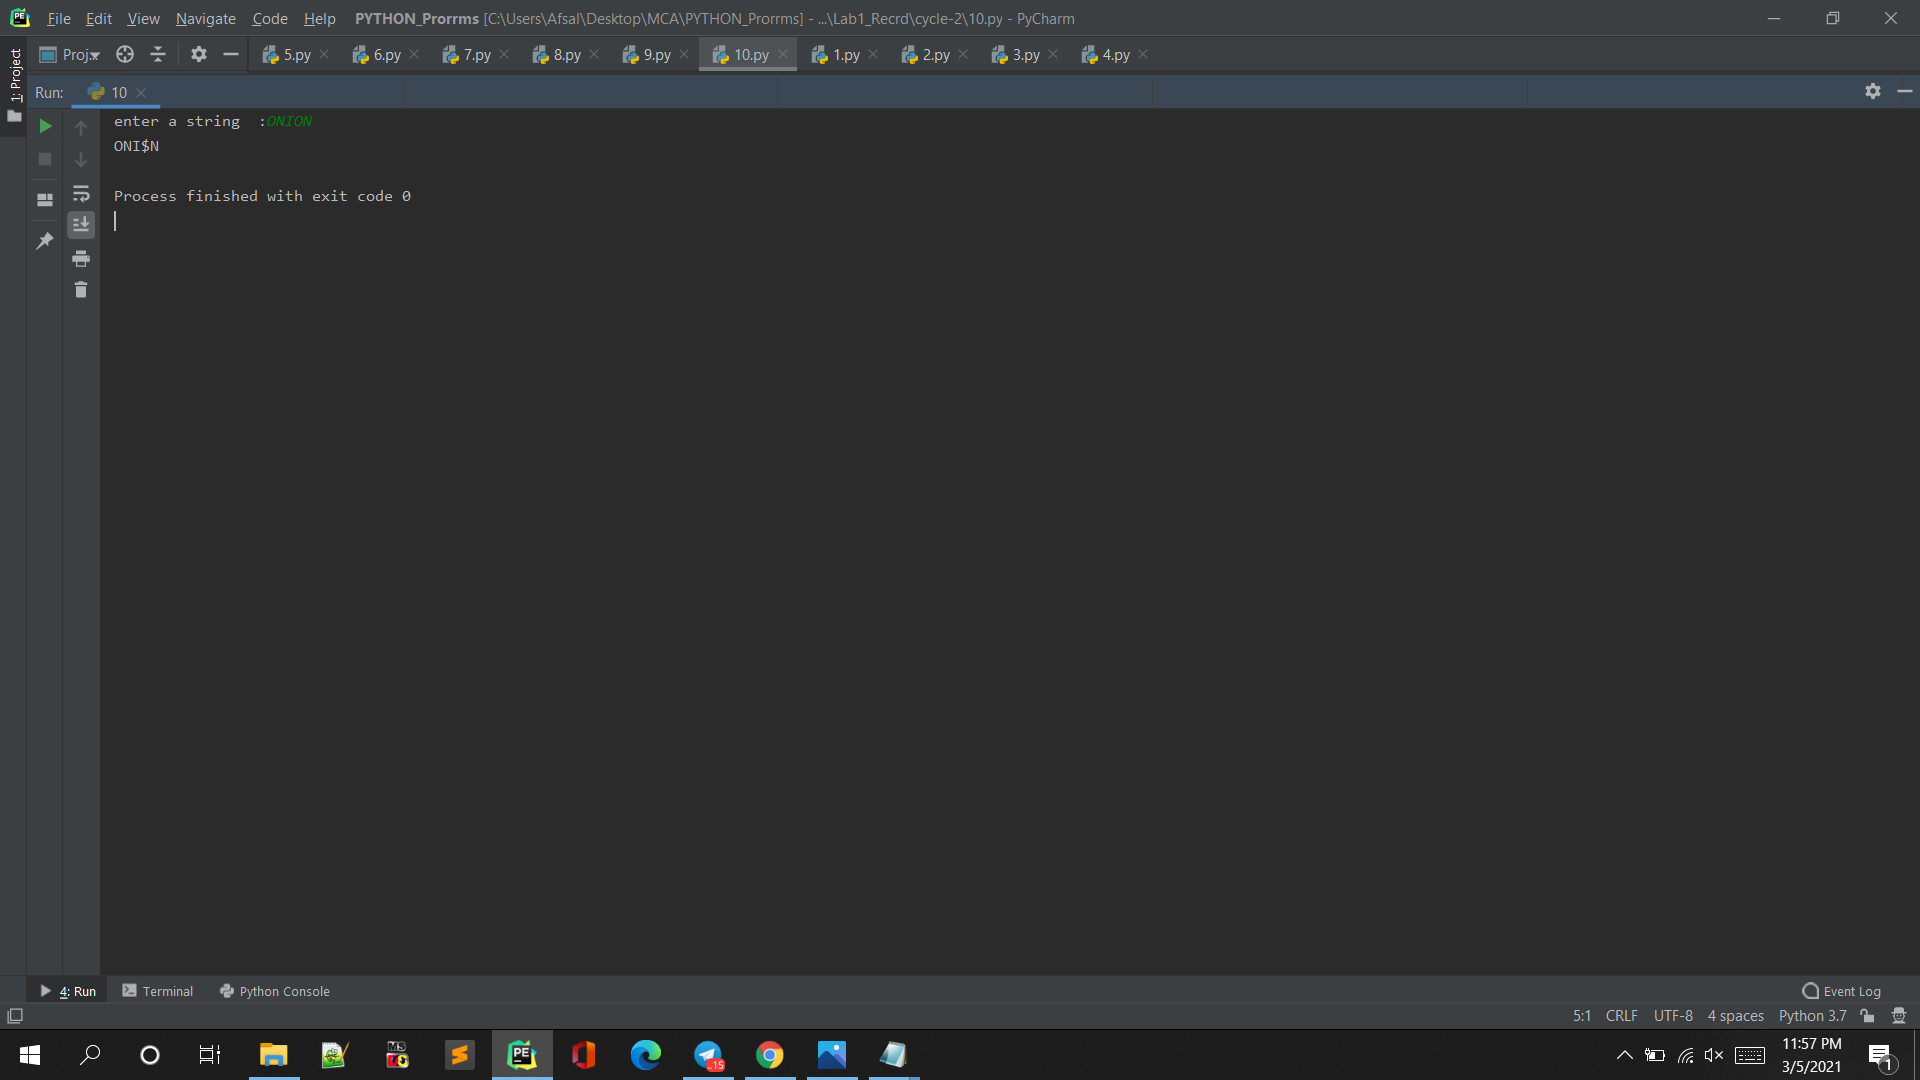 File Edit View Navigate Code Help PYTHON_Prorrms [C:\Users\Afsal\Desktop\MCA\PYTHON_Prorrms] - ...\Lab1_Recrd\cycle-2\10.py - PyCharm
1: Project
Proj 5.py 6.py 7.py 8.py 9.py 10.py 1.py 2.py 3.py 4.py
Run: 10
enter a string  :ONION
ONI$N
Process finished with exit code 0
4: Run Terminal Python Console Event Log
5:1 CRLF UTF-8 4 spaces Python 3.7
PE
MS
LO
PE
..15
11:57 PM
3/5/2021
1